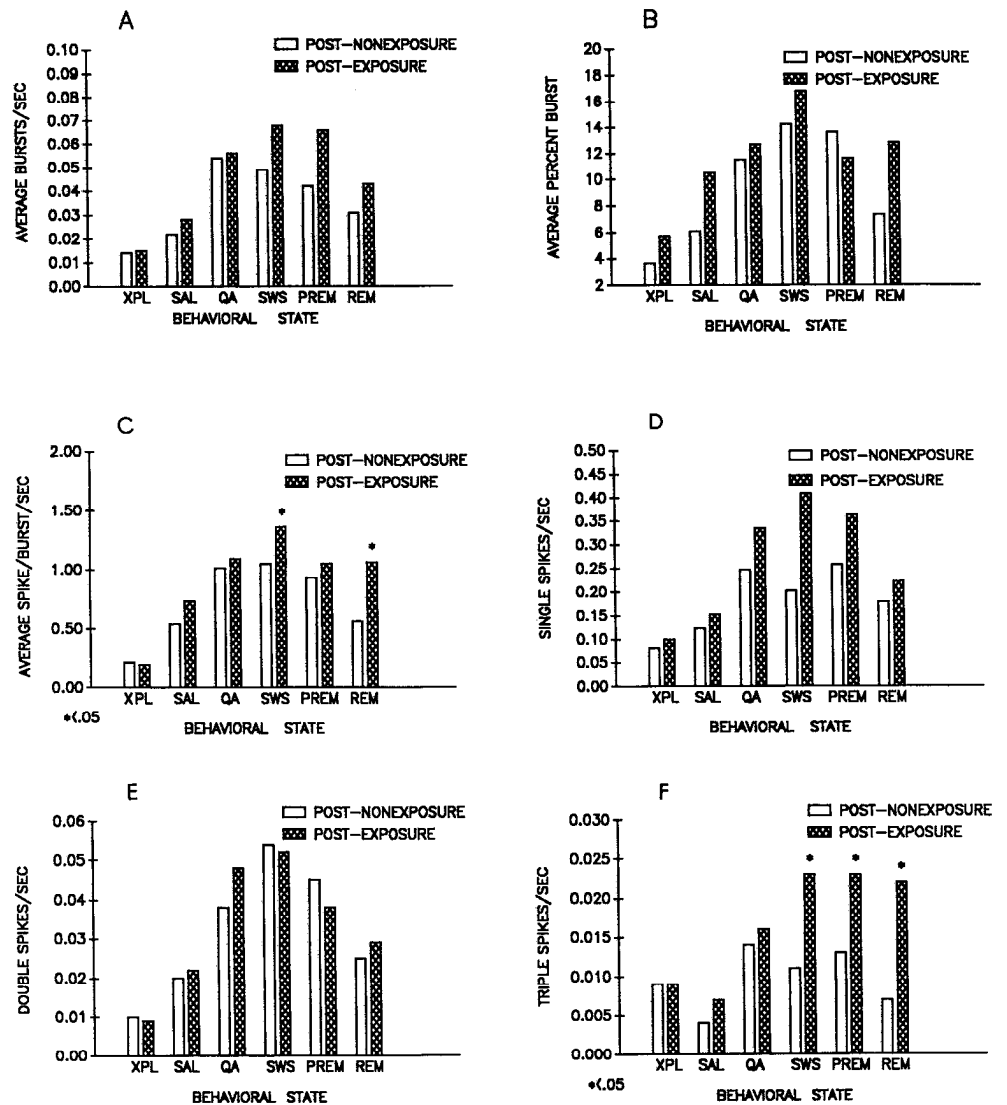 A
POST-NONEXPOSURE
POST-EXPOSURE
AVERAGE BURSTS/SEC
0.10
0.09
0.08
0.07
0.06
0.05
0.04
0.03
0.02
0.01
0.00
XPL SAL QA SWS PREM REM
BEHAVIORAL STATE
B
POST-NONEXPOSURE
POST-EXPOSURE
AVERAGE PERCENT BURST
20
18
16
14
12
10
8
6
4
2
XPL SAL QA SWS PREM REM
BEHAVIORAL STATE
C
POST-NONEXPOSURE
POST-EXPOSURE
AVERAGE SPIKE/BURST/SEC
2.00
1.50
1.00
0.50
0.00
* *
XPL SAL QA SWS PREM REM
*<.05
BEHAVIORAL STATE
D
POST-NONEXPOSURE
POST-EXPOSURE
SINGLE SPIKES/SEC
0.50
0.45
0.40
0.35
0.30
0.25
0.20
0.15
0.10
0.05
0.00
XPL SAL QA SWS PREM REM
BEHAVIORAL STATE
E
POST-NONEXPOSURE
POST-EXPOSURE
DOUBLE SPIKES/SEC
0.06
0.05
0.04
0.03
0.02
0.01
0.00
XPL SAL QA SWS PREM REM
BEHAVIORAL STATE
F
POST-NONEXPOSURE
POST-EXPOSURE
TRIPLE SPIKES/SEC
0.030
0.025
0.020
0.015
0.010
0.005
0.000
* * *
XPL SAL QA SWS PREM REM
*<.05
BEHAVIORAL STATE